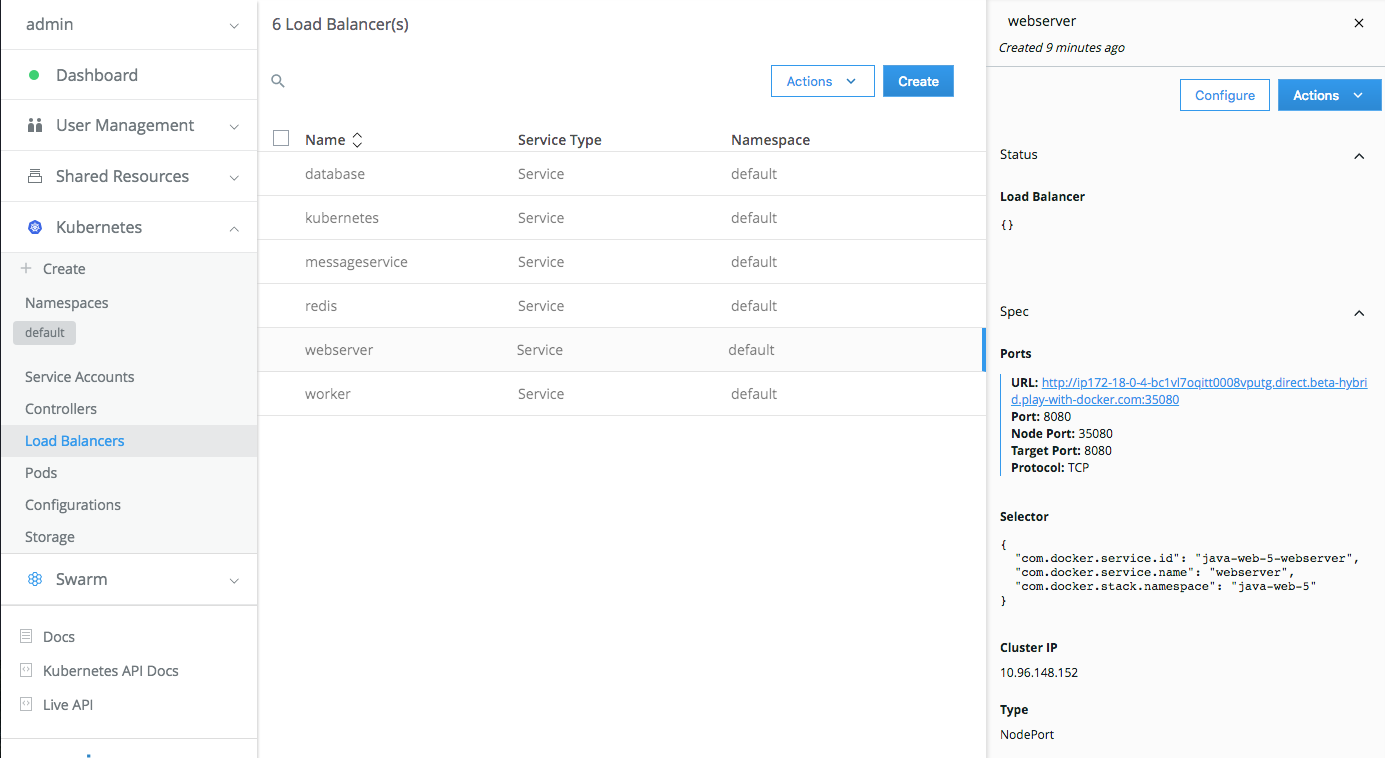 admin
Dashboard
User Management
Shared Resources
Kubernetes
Create
Namespaces
default
Service Accounts
Controllers
Load Balancers
Pods
Configurations
Storage
Swarm
Docs
Kubernetes API Docs
Live API
6 Load Balancer(s)
Actions
Create
Name Service Type Namespace
database Service default
kubernetes Service default
messageservice Service default
redis Service default
webserver Service default
worker Service default
webserver
Created 9 minutes ago
Configure
Actions
Status
Load Balancer
{}
Spec
Ports
URL: http://ip172-18-0-4-bc1vl7oqitt0008vputg.direct.beta-hybri
d.play-with-docker.com:35080
Port: 8080
Node Port: 35080
Target Port: 8080
Protocol: TCP
Selector
{
"com.docker.service.id": "java-web-5-webserver",
"com.docker.service.name": "webserver",
"com.docker.stack.namespace": "java-web-5"
}
Cluster IP
10.96.148.152
Type
NodePort